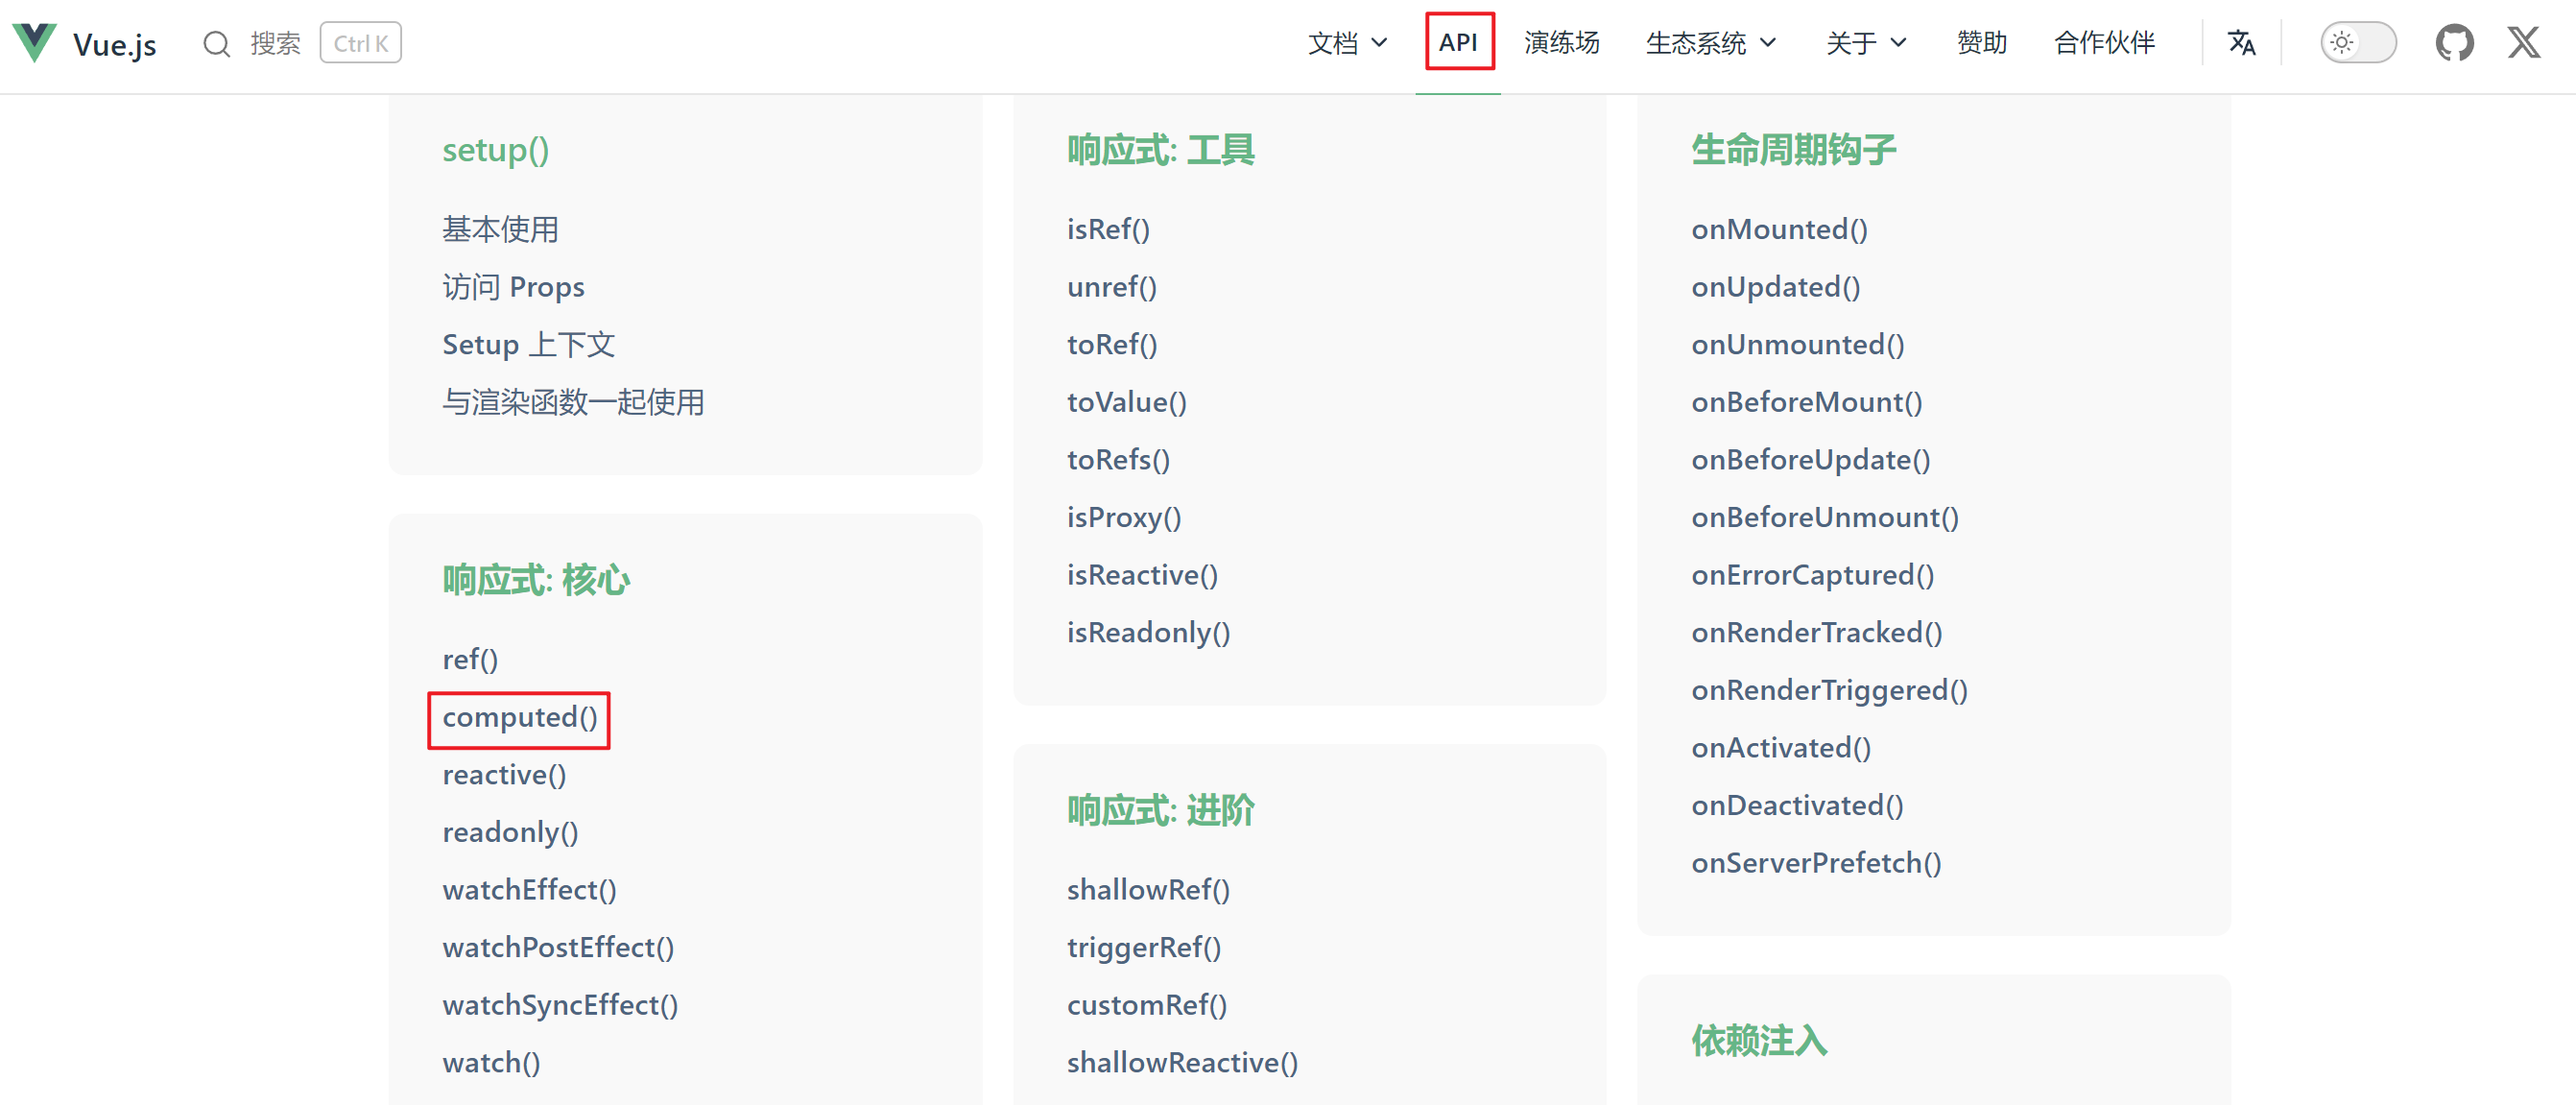 Vue.js 搜索 Ctrl K 文档 API 演练场 生态系统 关于 赞助 合作伙伴
setup()
基本使用
访问 Props
Setup 上下文
与渲染函数一起使用
响应式: 核心
ref()
computed()
reactive()
readonly()
watchEffect()
watchPostEffect()
watchSyncEffect()
watch()
响应式: 工具
isRef()
unref()
toRef()
toValue()
toRefs()
isProxy()
isReactive()
isReadonly()
响应式: 进阶
shallowRef()
triggerRef()
customRef()
shallowReactive()
生命周期钩子
onMounted()
onUpdated()
onUnmounted()
onBeforeMount()
onBeforeUpdate()
onBeforeUnmount()
onErrorCaptured()
onRenderTracked()
onRenderTriggered()
onActivated()
onDeactivated()
onServerPrefetch()
依赖注入